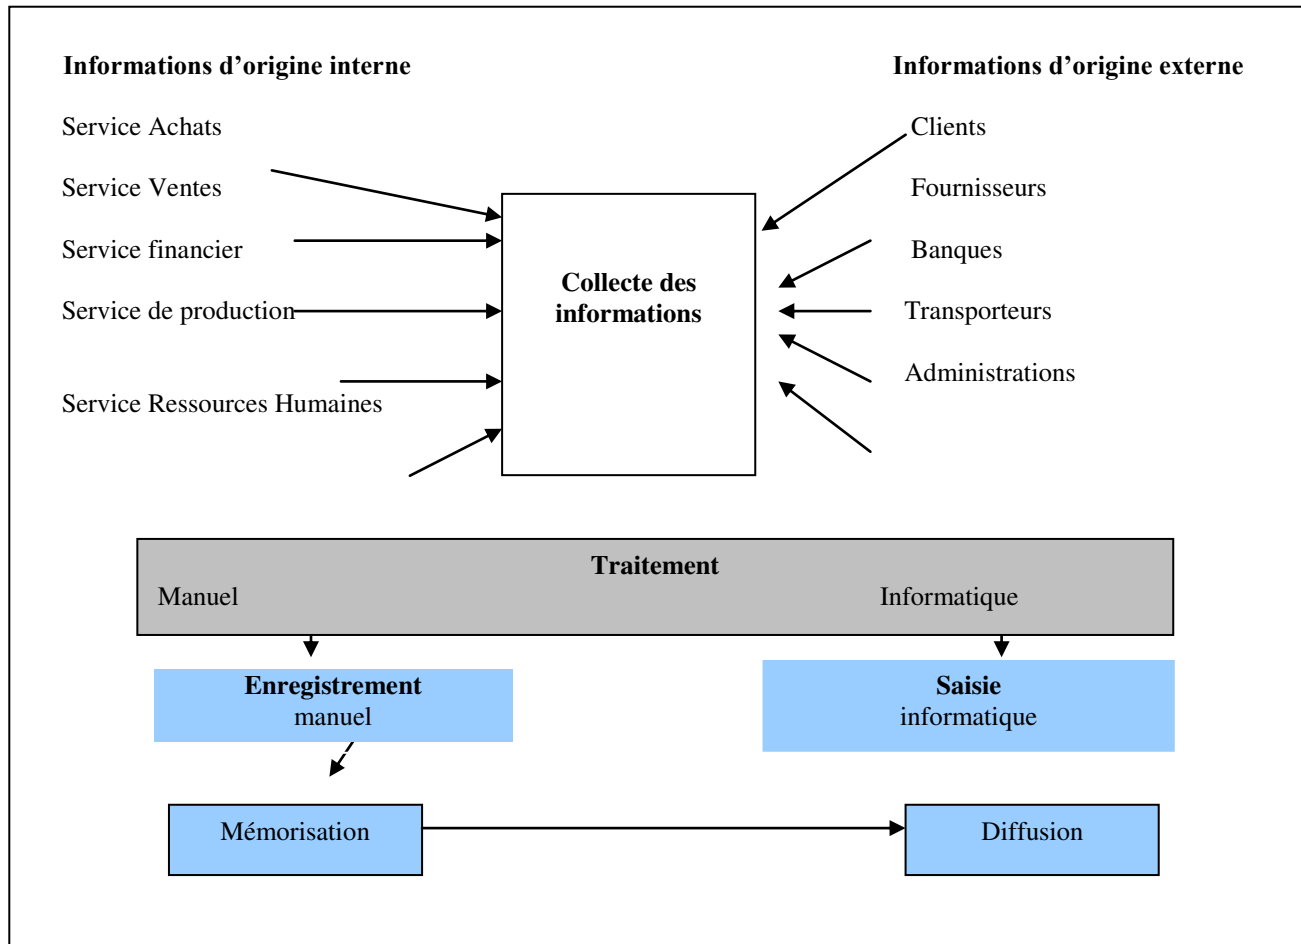 Informations d’origine interne
Informations d’origine externe
Service Achats
Clients
Service Ventes
Fournisseurs
Service financier
Banques
Collecte des
informations
Service de production
Transporteurs
Administrations
Service Ressources Humaines
Traitement
Manuel
Informatique
Enregistrement
manuel
Saisie
informatique
Mémorisation
Diffusion